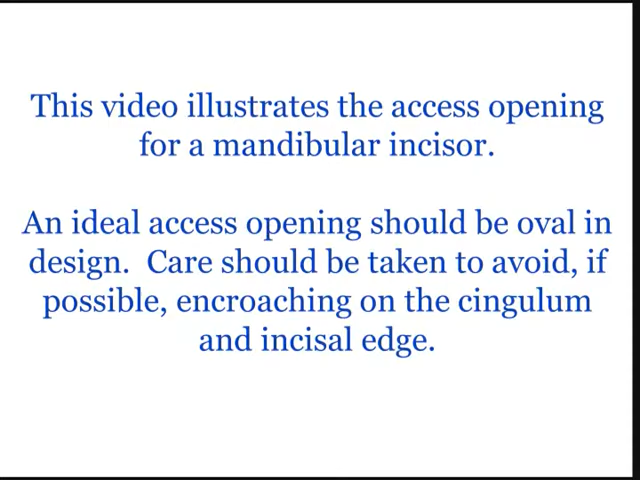 This video illustrates the access opening
for a mandibular incisor.
An ideal access opening should be oval in
design.  Care should be taken to avoid, if
possible, encroaching on the cingulum
and incisal edge.